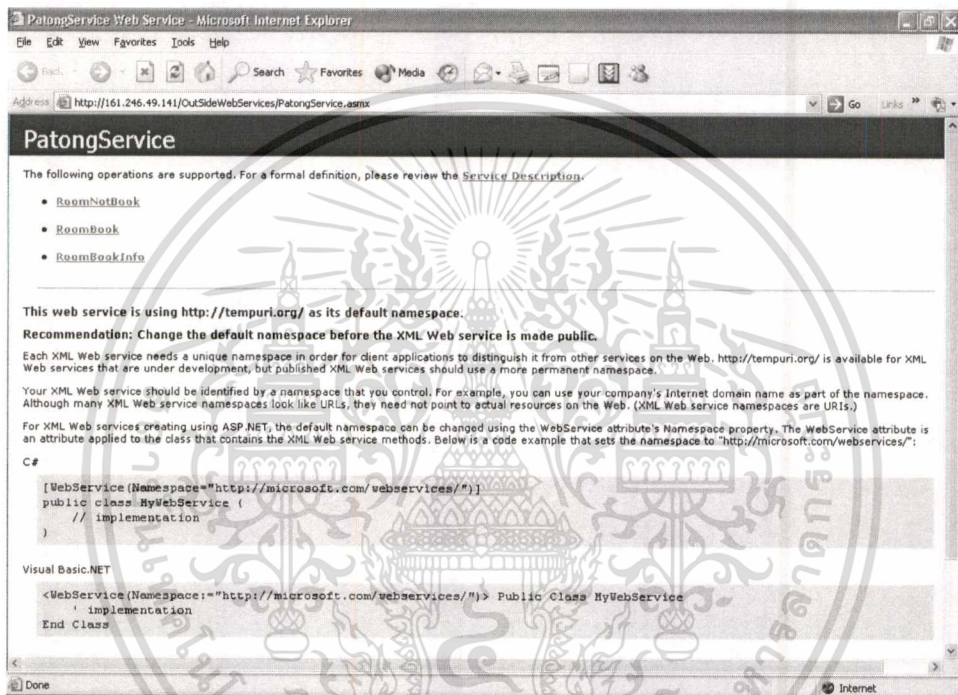 PatongService Web Service - Microsoft Internet Explorer
File Edit View Favorites Tools Help
Back Search Favorites Media
Address http://161.246.49.141/OutSideWebServices/PatongService.asmx Go Links »
PatongService
The following operations are supported. For a formal definition, please review the Service Description.
• RoomNotBook
• RoomBook
• RoomBookInfo
This web service is using http://tempuri.org/ as its default namespace.
Recommendation: Change the default namespace before the XML Web service is made public.
Each XML Web service needs a unique namespace in order for client applications to distinguish it from other services on the Web. http://tempuri.org/ is available for XML
Web services that are under development, but published XML Web services should use a more permanent namespace.
Your XML Web service should be identified by a namespace that you control. For example, you can use your company's Internet domain name as part of the namespace.
Although many XML Web service namespaces look like URLs, they need not point to actual resources on the Web. (XML Web service namespaces are URIs.)
For XML Web services creating using ASP.NET, the default namespace can be changed using the WebService attribute's Namespace property. The WebService attribute is
an attribute applied to the class that contains the XML Web service methods. Below is a code example that sets the namespace to "http://microsoft.com/webservices/":
C#
[WebService(Namespace="http://microsoft.com/webservices/")]
public class MyWebService {
// implementation
}
Visual Basic.NET
<WebService(Namespace:="http://microsoft.com/webservices/")> Public Class MyWebService
' implementation
End Class
Done Internet